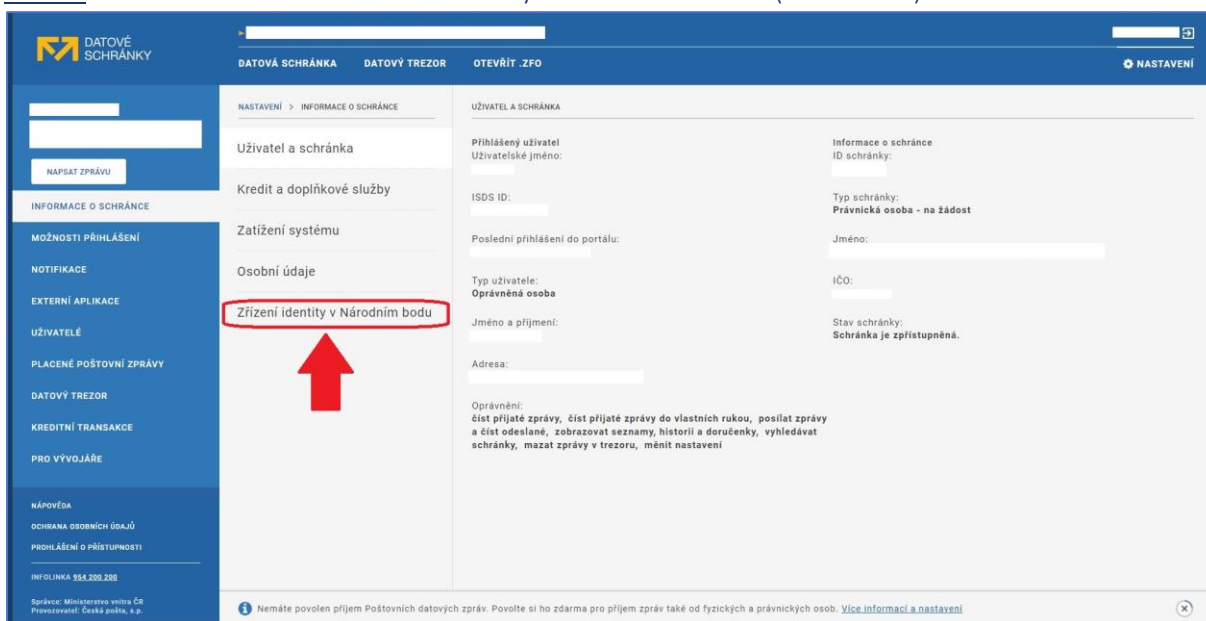 DATOVÉ
SCHRÁNKY
DATOVÁ SCHRÁNKA
DATOVÝ TREZOR
OTEVŘÍT .ZFO
NASTAVENÍ
NAPSAT ZPRÁVU
INFORMACE O SCHRÁNCE
MOŽNOSTI PŘIHLÁŠENÍ
NOTIFIKACE
EXTERNÍ APLIKACE
UŽIVATELÉ
PLACENÉ POŠTOVNÍ ZPRÁVY
DATOVÝ TREZOR
KREDITNÍ TRANSAKCE
PRO VÝVOJÁŘE
NÁPOVĚDA
OCHRANA OSOBNÍCH ÚDAJŮ
PROHLÁŠENÍ O PŘÍSTUPNOSTI
INFOLINKA 954 200 200
Správce: Ministerstvo vnitra ČR
Provozovatel: Česká pošta, s.p.
NASTAVENÍ > INFORMACE O SCHRÁNCE
Uživatel a schránka
Kredit a doplňkové služby
Zatížení systému
Osobní údaje
Zřízení identity v Národním bodu
UŽIVATEL A SCHRÁNKA
Přihlášený uživatel
Uživatelské jméno:
ISDS ID:
Poslední přihlášení do portálu:
Typ uživatele:
Oprávněná osoba
Jméno a příjmení:
Adresa:
Oprávnění:
číst přijaté zprávy, číst přijaté zprávy do vlastních rukou, posílat zprávy
a číst odeslané, zobrazovat seznamy, historii a doručenky, vyhledávat
schránky, mazat zprávy v trezoru, měnit nastavení
Informace o schránce
ID schránky:
Typ schránky:
Právnická osoba - na žádost
Jméno:
IČO:
Stav schránky:
Schránka je zpřístupněná.
Nemáte povolen příjem Poštovních datových zpráv. Povolte si ho zdarma pro příjem zpráv také od fyzických a právnických osob. Více informací a nastavení